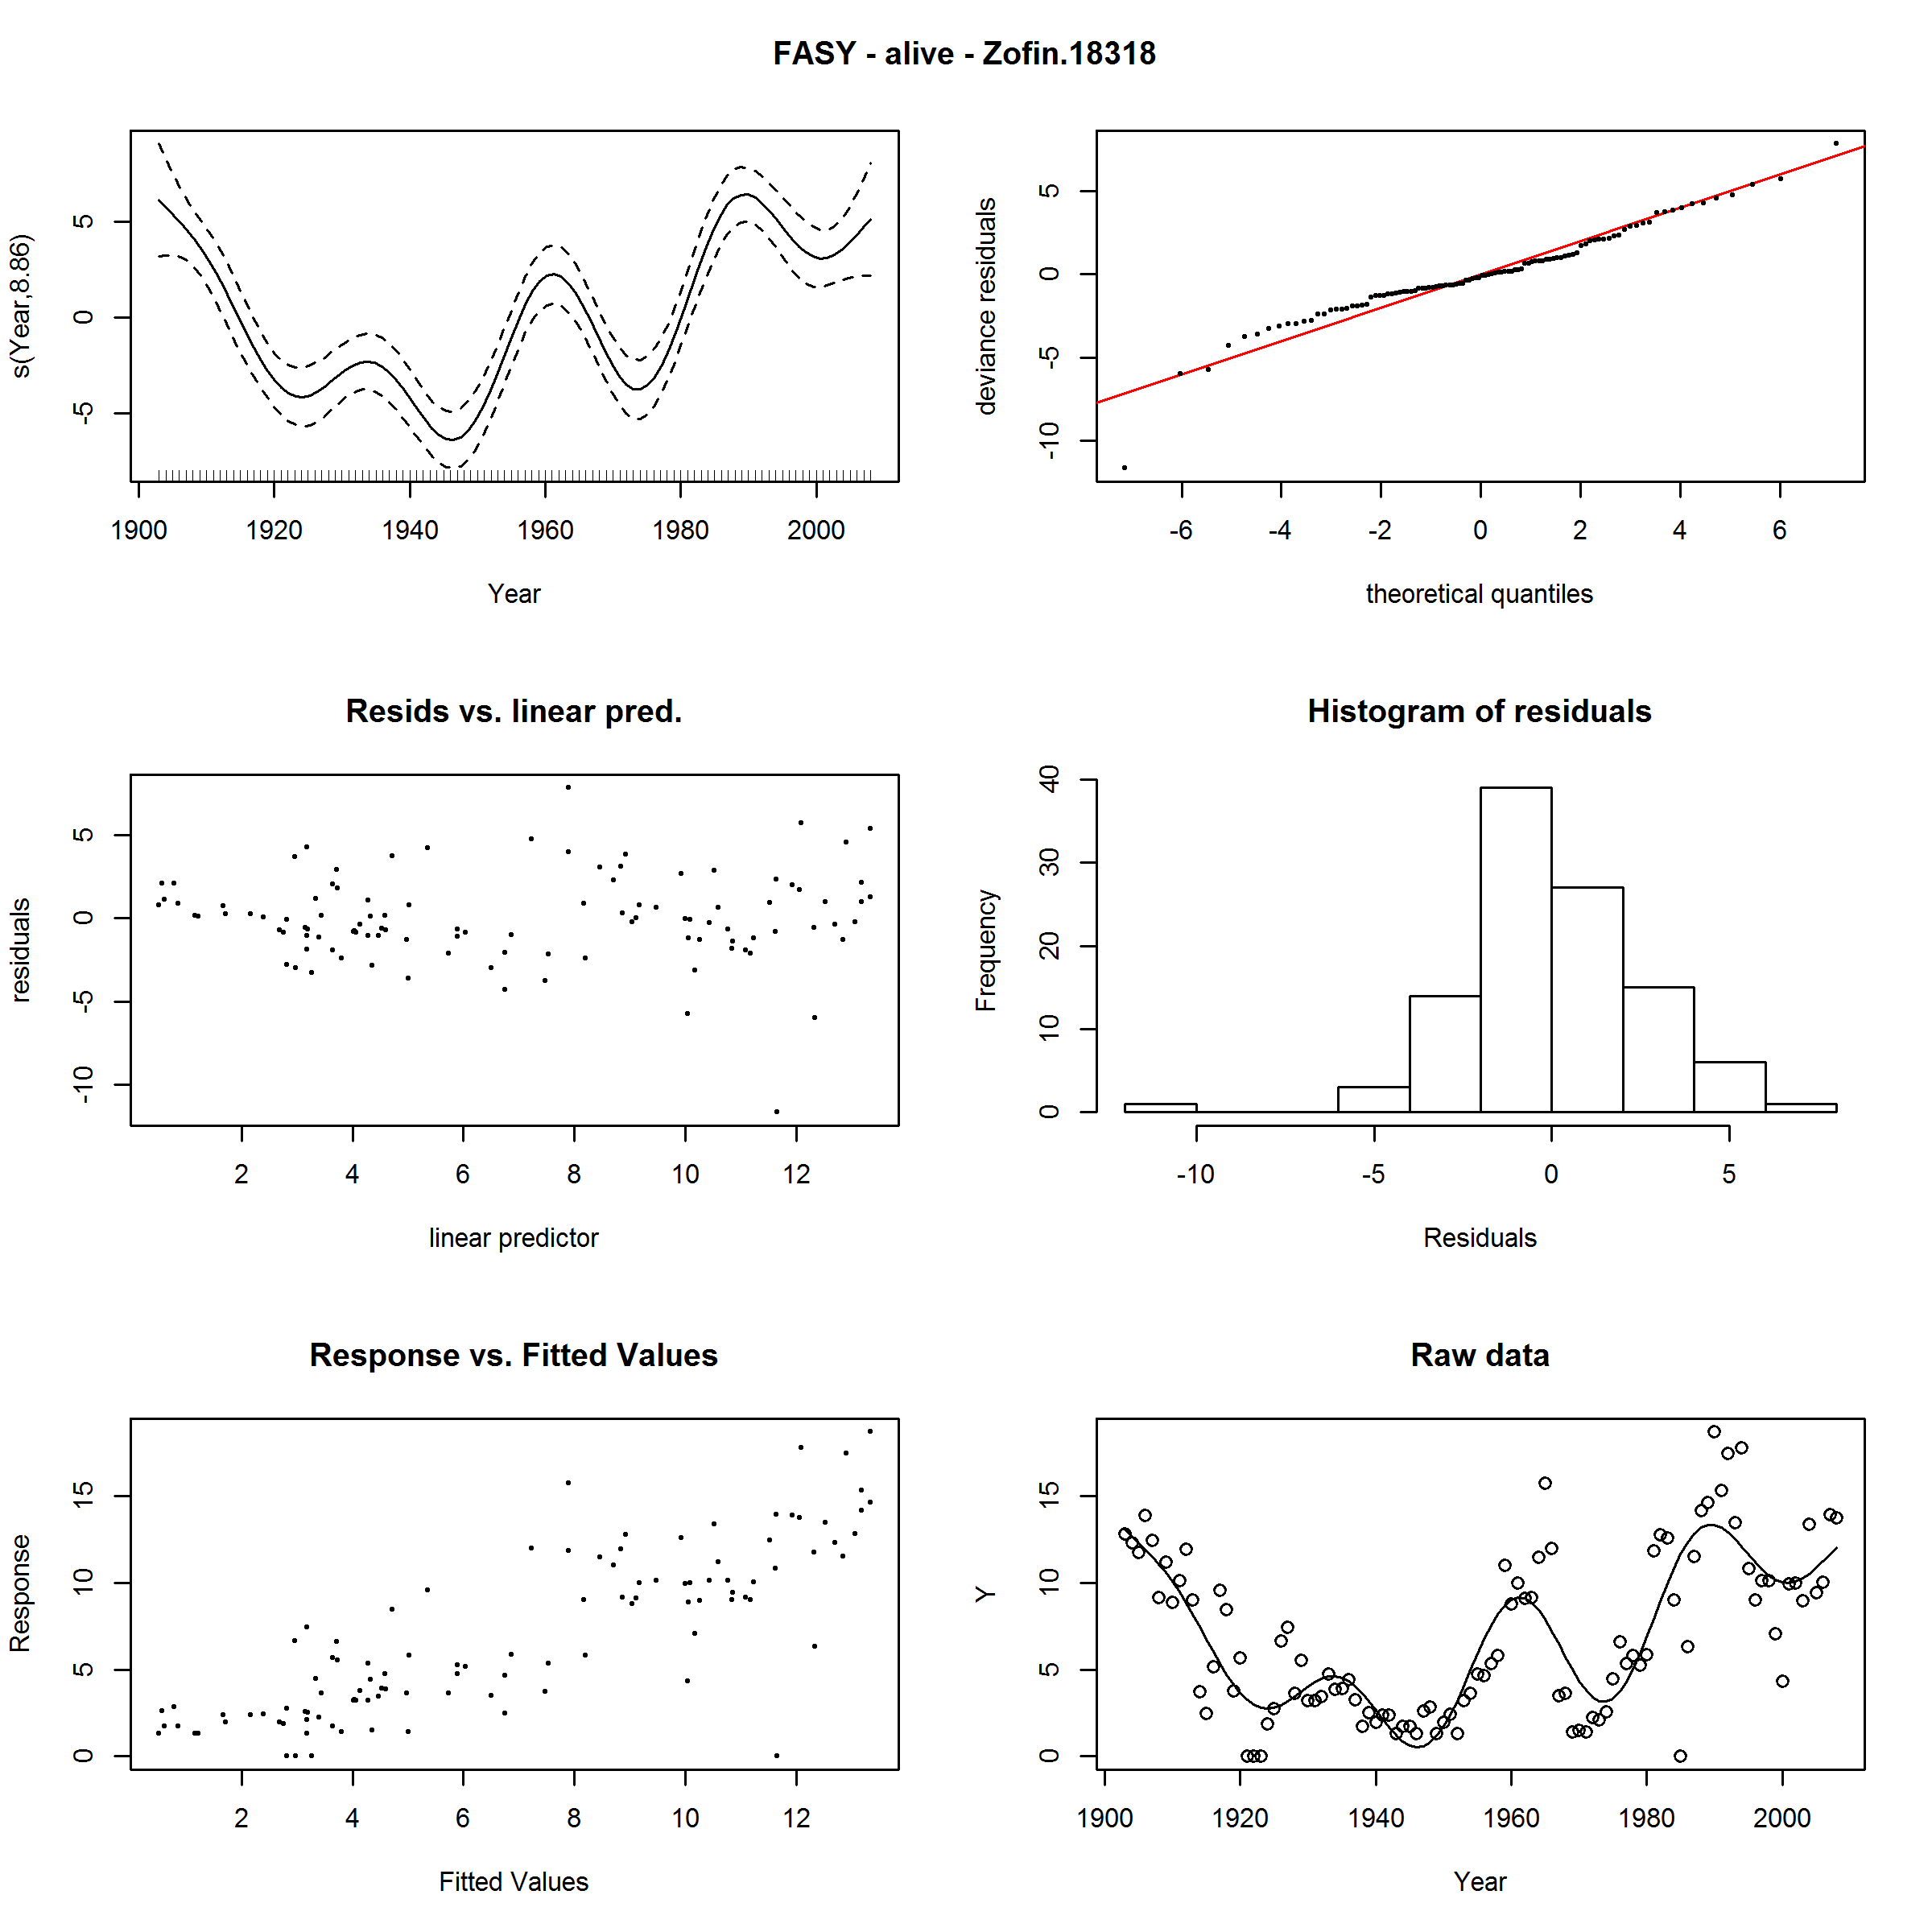 FASY - alive - Zofin.18318
s(Year,8.86)
5
0
-5
1900 1920 1940 1960 1980 2000
Year
deviance residuals
5
0
-5
-10
-6 -4 -2 0 2 4 6
theoretical quantiles
Resids vs. linear pred.
residuals
5
0
-5
-10
2 4 6 8 10 12
linear predictor
Histogram of residuals
Frequency
40
30
20
10
0
-10 -5 0 5
Residuals
Response vs. Fitted Values
Response
15
10
5
0
2 4 6 8 10 12
Fitted Values
Raw data
Y
15
10
5
0
1900 1920 1940 1960 1980 2000
Year